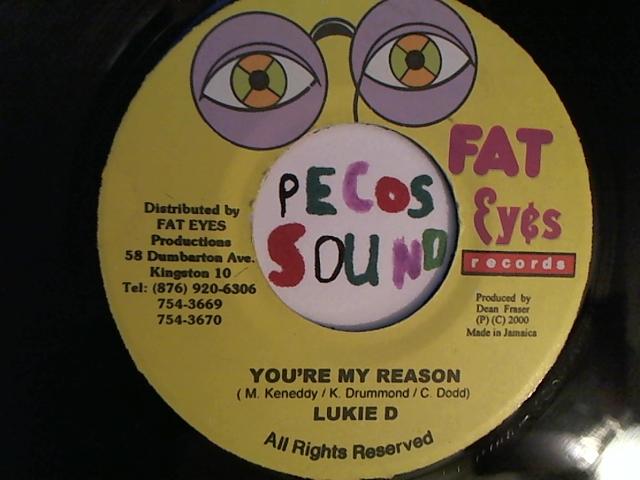 FAT
Eyes
records
PECOS
SOUND
Distributed by
FAT EYES
Productions
58 Dumbarton Ave.
Kingston 10
Tel: (876) 920-6306
754-3669
754-3670
Produced by
Dean Fraser
(P) (C) 2000
Made in Jamaica
YOU'RE MY REASON
( M. Keneddy / K. Drummond / C. Dodd)
LUKIE D
All Rights Reserved